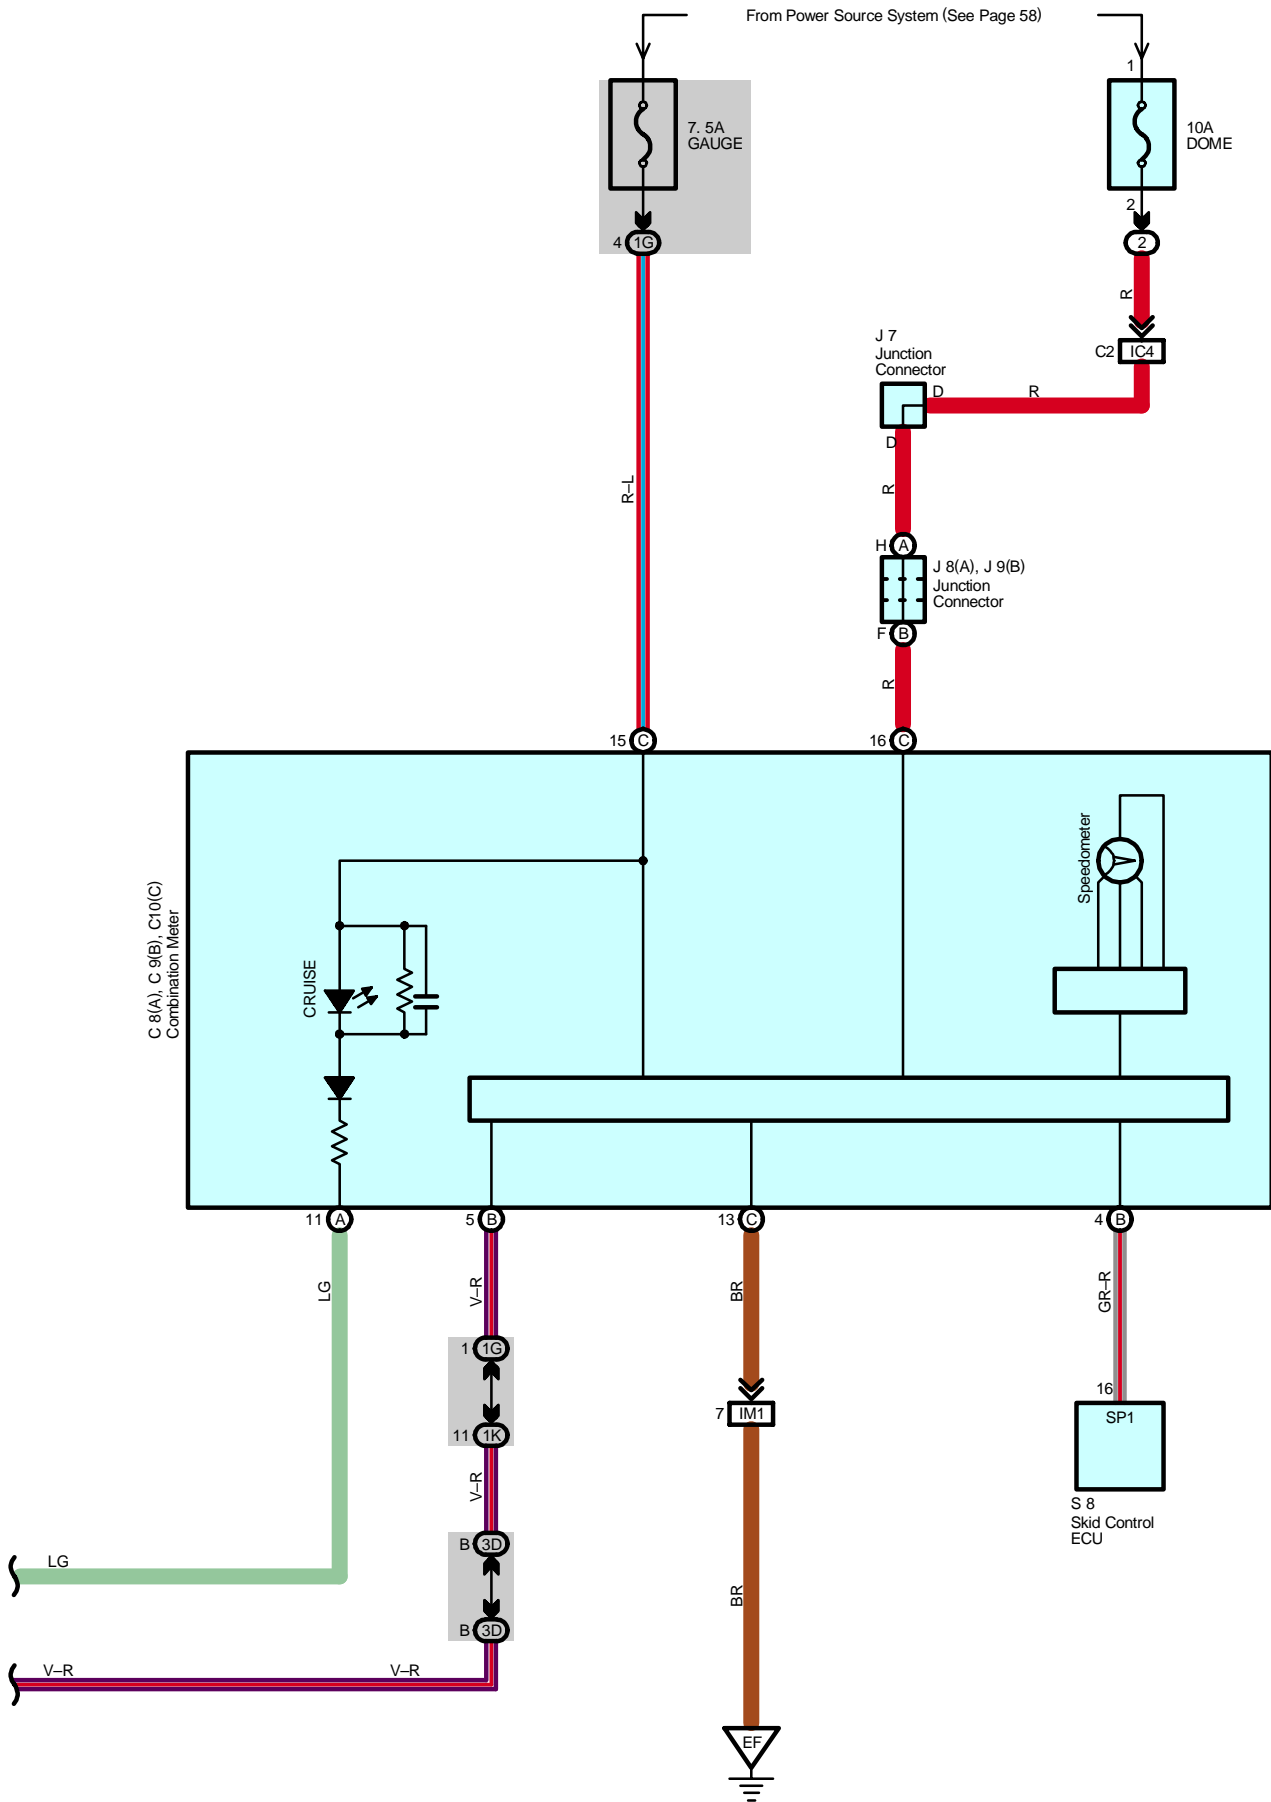 From Power Source System (See Page 58)
1
7. 5A
GAUGE
10A
DOME
2
4 1G
2
R
J 7
Junction
Connector
C2 IC4
D R
D
R–L
R
H A
J 8(A), J 9(B)
Junction
Connector
F B
R
15 C
16 C
Speedometer
C 8(A), C 9(B), C10(C)
Combination Meter
CRUISE
11 A
5 B
13 C
4 B
LG
V–R
BR
GR–R
1 1G
16
7 IM1
SP1
11 1K
V–R
S 8
Skid Control
ECU
B 3D
LG
BR
B 3D
V–R V–R
EF